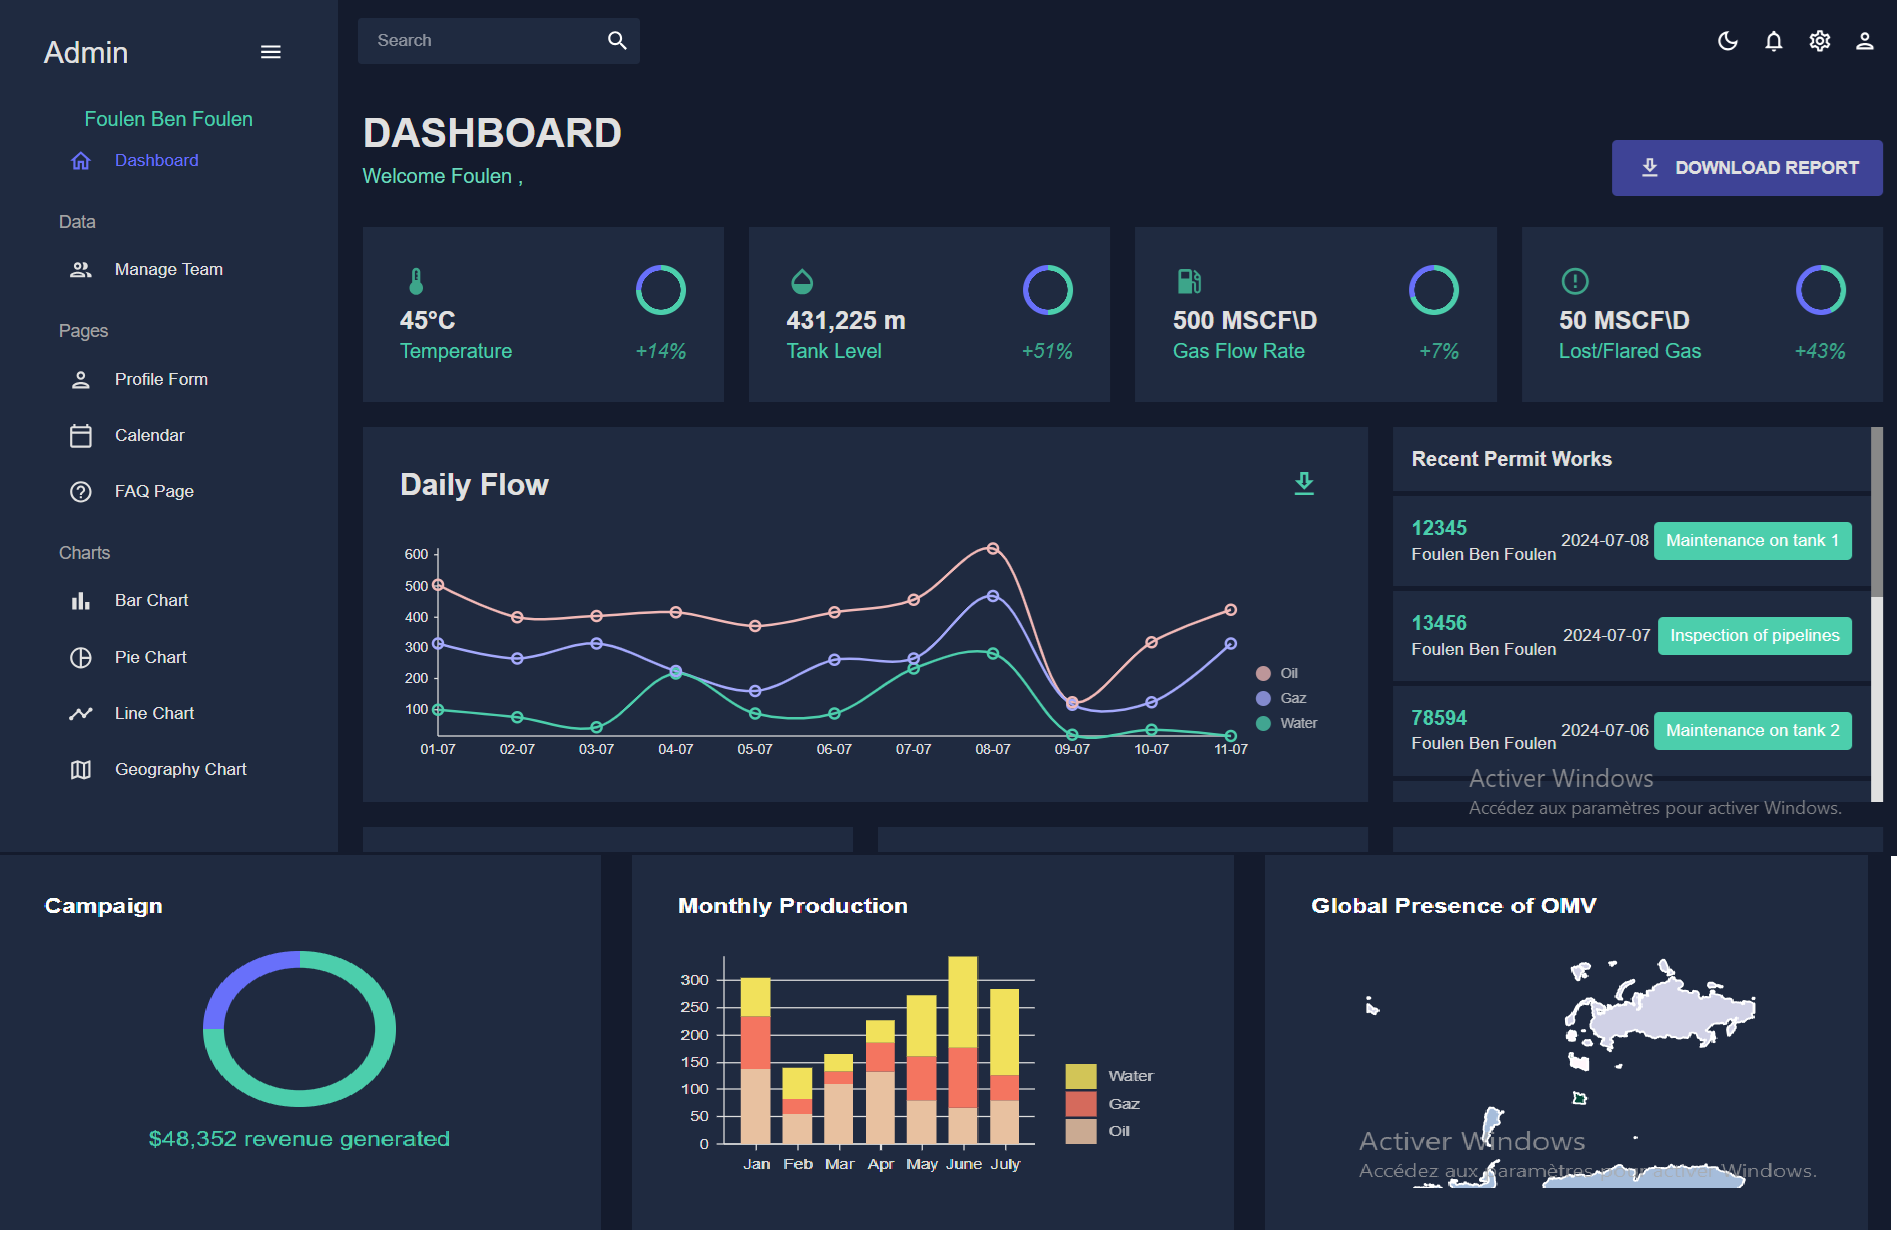 Admin
Foulen Ben Foulen
Dashboard
Data
Manage Team
Pages
Profile Form
Calendar
FAQ Page
Charts
Bar Chart
Pie Chart
Line Chart
Geography Chart
Search
DASHBOARD
Welcome Foulen ,
DOWNLOAD REPORT
45°C
Temperature
+14%
431,225 m
Tank Level
+51%
500 MSCF\D
Gas Flow Rate
+7%
50 MSCF\D
Lost/Flared Gas
+43%
Daily Flow
600
500
400
300
200
100
01-07 02-07 03-07 04-07 05-07 06-07 07-07 08-07 09-07 10-07 11-07
Oil
Gaz
Water
Recent Permit Works
12345
Foulen Ben Foulen
2024-07-08
Maintenance on tank 1
13456
Foulen Ben Foulen
2024-07-07
Inspection of pipelines
78594
Foulen Ben Foulen
2024-07-06
Maintenance on tank 2
Activer Windows
Accédez aux paramètres pour activer Windows.
Campaign
$48,352 revenue generated
Monthly Production
300
250
200
150
100
50
0
Jan Feb Mar Apr May June July
Water
Gaz
Oil
Global Presence of OMV
Activer Windows
Accédez aux paramètres pour activer Windows.